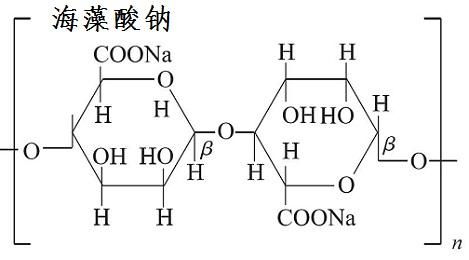 海藻酸钠
COONa
H H
O
H H H
OH HO O β OH HO H
O H H H β O
H H O
COONa
n